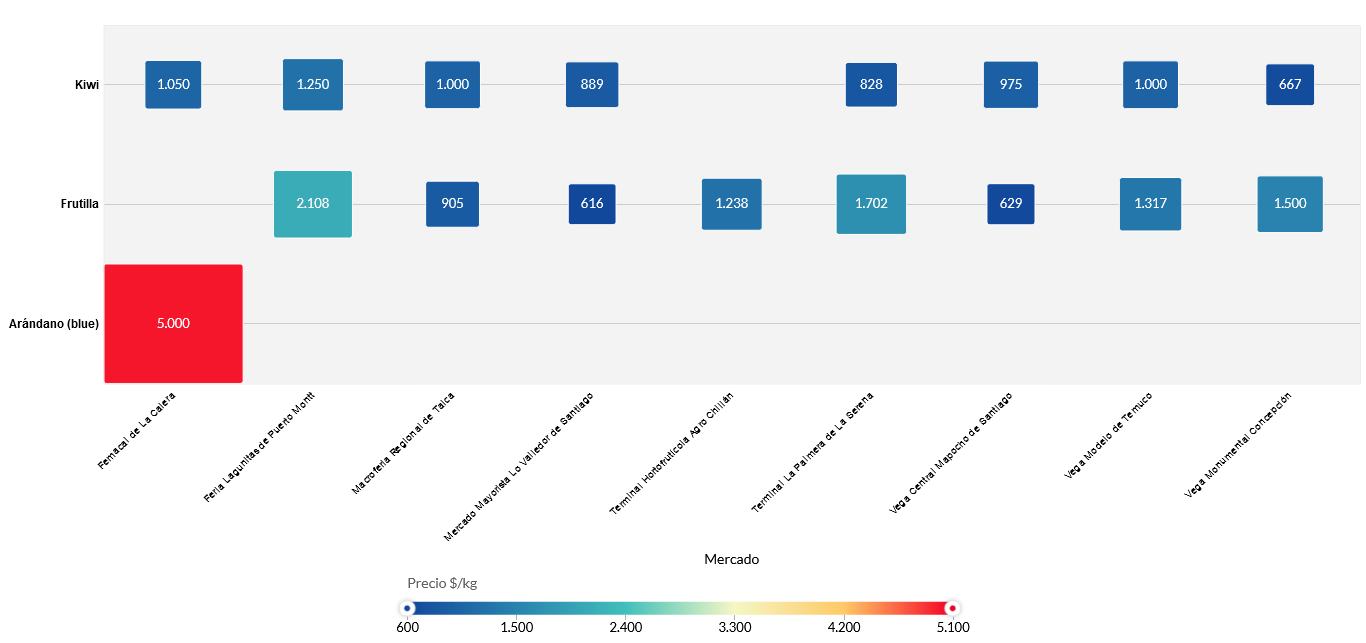 Kiwi
1.050 1.250 1.000 889 828 975 1.000 667
Frutilla
2.108 905 616 1.238 1.702 629 1.317 1.500
Arándano (blue)
5.000
Femacal de La Calera
Feria Lagunitas de Puerto Montt
Macroferia Regional de Talca
Mercado Mayorista Lo Valledor de Santiago
Terminal Hortofrutícola Agro Chillán
Terminal La Palmera de La Serena
Vega Central Mapocho de Santiago
Vega Modelo de Temuco
Vega Monumental Concepción
Mercado
Precio $/kg
600 1.500 2.400 3.300 4.200 5.100